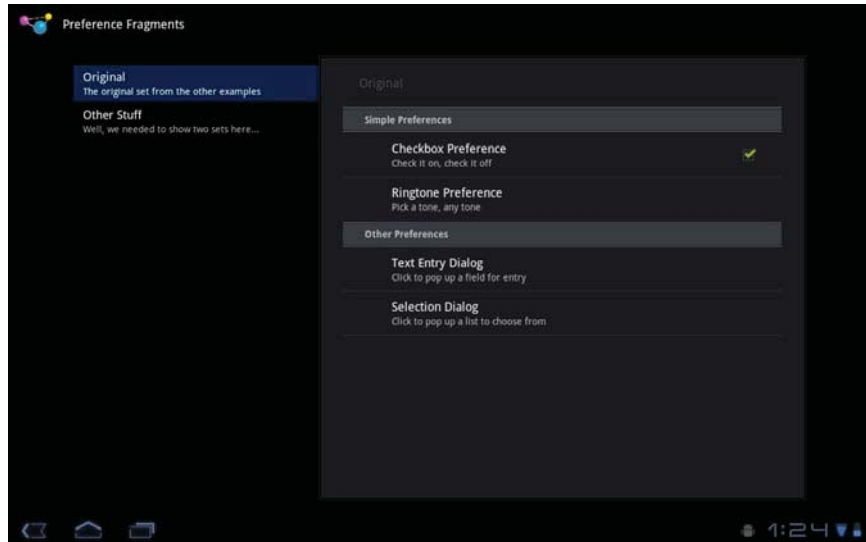 Preference Fragments
Original
The original set from the other examples
Other Stuff
Well, we needed to show two sets here...
Original
Simple Preferences
Checkbox Preference
Check it on, check it off
Ringtone Preference
Pick a tone, any tone
Other Preferences
Text Entry Dialog
Click to pop up a field for entry
Selection Dialog
Click to pop up a list to choose from
1:24